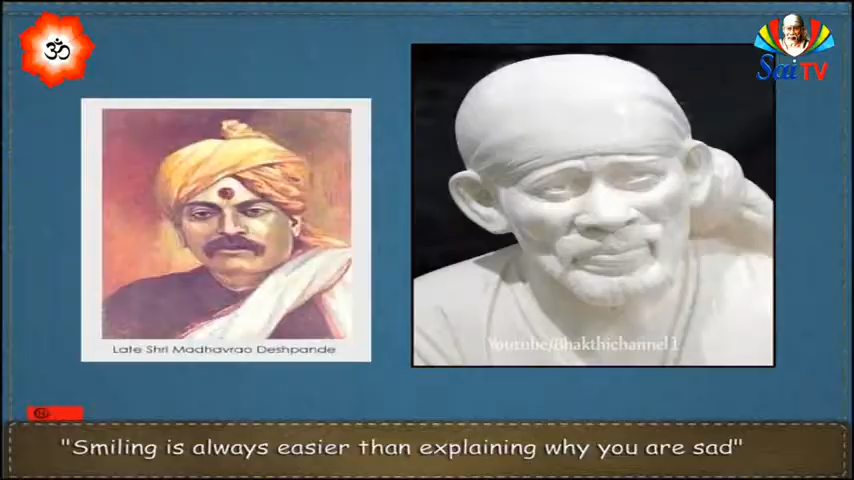 ॐ
Sai TV
Youtube/Bhakthichannel1
Late Shri Madhavrao Deshpande
"Smiling is always easier than explaining why you are sad"